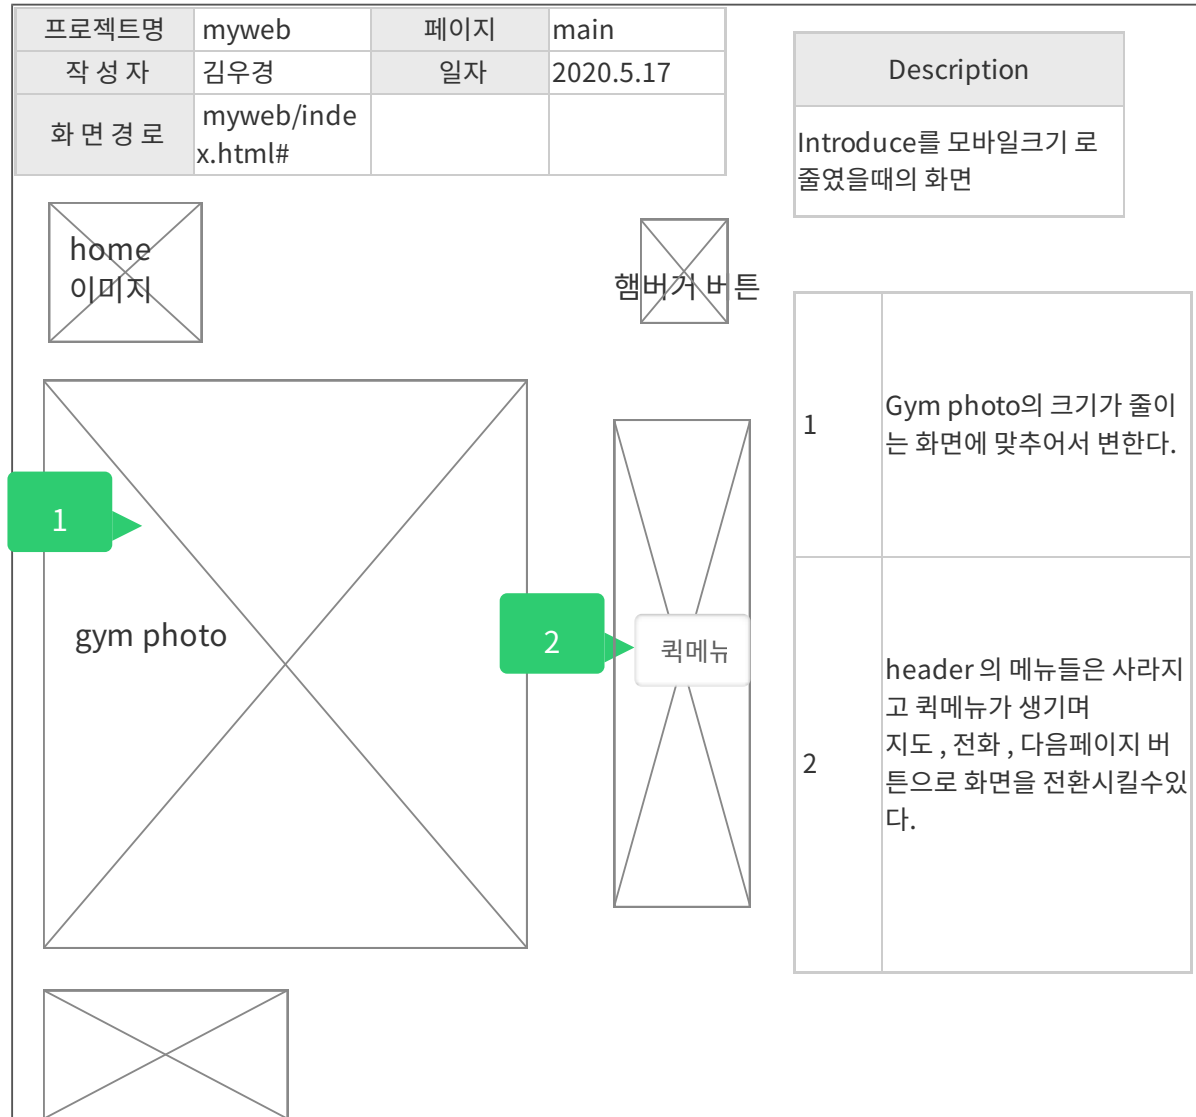 프로젝트명 myweb 페이지 main
작 성 자 김우경 일자 2020.5.17
화 면 경 로 myweb/inde
x.html#
Description
Introduce를 모바일크기 로
줄였을때의 화면
home
이미지
햄버거 버튼
1
gym photo
2
퀵메뉴
1
Gym photo의 크기가 줄이
는 화면에 맞추어서 변한다.
2
header 의 메뉴들은 사라지
고 퀵메뉴가 생기며
지도 , 전화 , 다음페이지 버
튼으로 화면을 전환시킬수있
다.